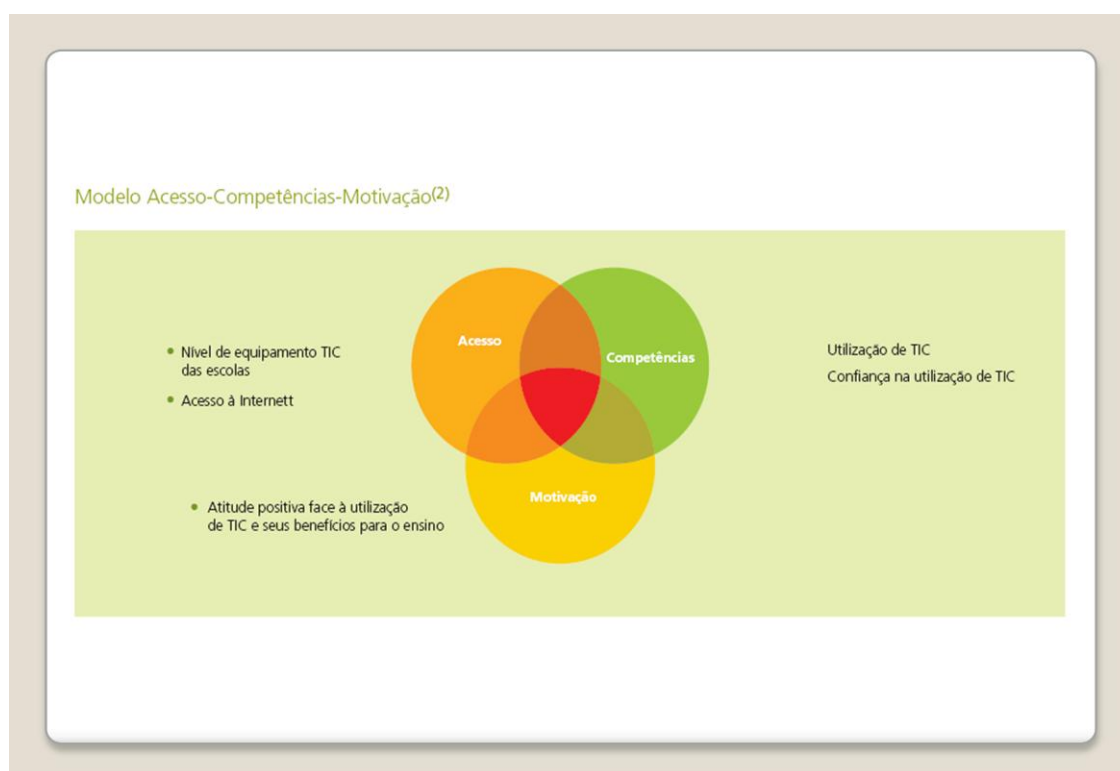 Modelo Acesso-Competências-Motivação(2)
Acesso
Competências
Motivação
• Nível de equipamento TIC
das escolas
• Acesso à Internett
• Atitude positiva face à utilização
de TIC e seus benefícios para o ensino
Utilização de TIC
Confiança na utilização de TIC